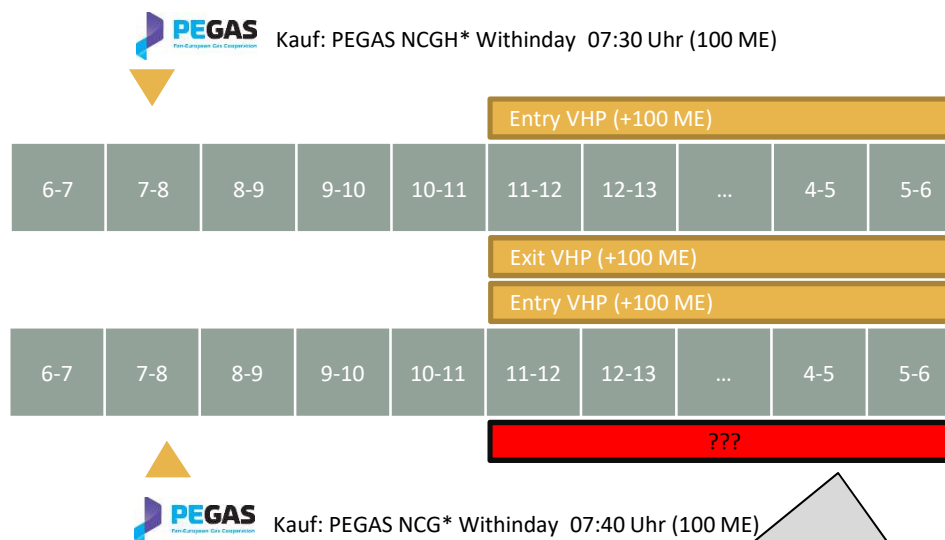 PEGAS
Pan-European Gas Cooperation
Kauf: PEGAS NCGH* Withinday 07:30 Uhr (100 ME)
Entry VHP (+100 ME)
6-7 7-8 8-9 9-10 10-11 11-12 12-13 ... 4-5 5-6
Exit VHP (+100 ME)
Entry VHP (+100 ME)
6-7 7-8 8-9 9-10 10-11 11-12 12-13 ... 4-5 5-6
???
PEGAS
Pan-European Gas Cooperation
Kauf: PEGAS NCG* Withinday 07:40 Uhr (100 ME)